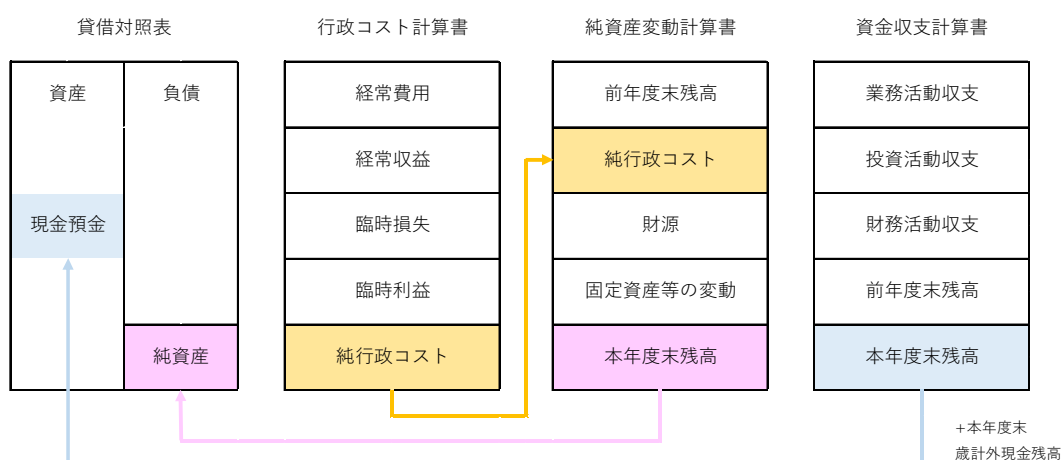 貸借対照表
行政コスト計算書
純資産変動計算書
資金収支計算書
資産
負債
現金預金
純資産
経常費用
経常収益
臨時損失
臨時利益
純行政コスト
前年度末残高
純行政コスト
財源
固定資産等の変動
本年度末残高
業務活動収支
投資活動収支
財務活動収支
前年度末残高
本年度末残高
+本年度末
歳計外現金残高